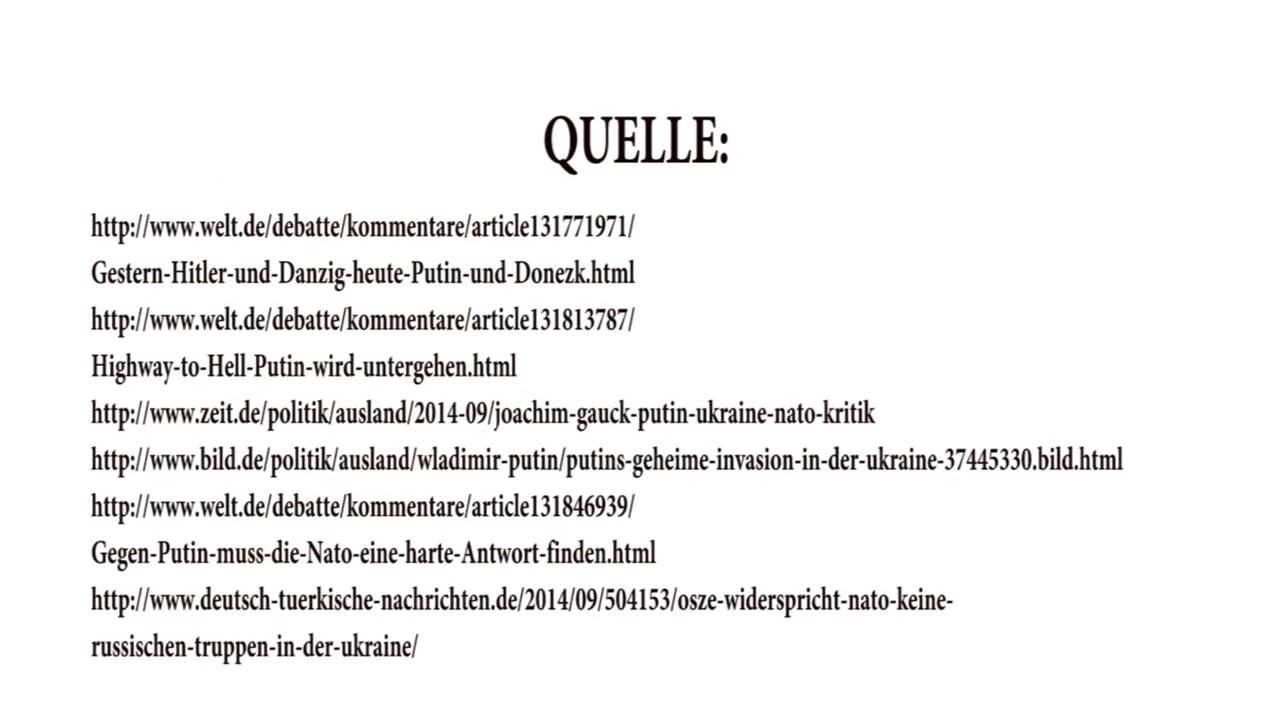 QUELLE:
http://www.welt.de/debatte/kommentare/article131771971/
Gestern-Hitler-und-Danzig-heute-Putin-und-Donezk.html
http://www.welt.de/debatte/kommentare/article131813787/
Highway-to-Hell-Putin-wird-untergehen.html
http://www.zeit.de/politik/ausland/2014-09/joachim-gauck-putin-ukraine-nato-kritik
http://www.bild.de/politik/ausland/wladimir-putin/putins-geheime-invasion-in-der-ukraine-37445330.bild.html
http://www.welt.de/debatte/kommentare/article131846939/
Gegen-Putin-muss-die-Nato-eine-harte-Antwort-finden.html
http://www.deutsch-tuerkische-nachrichten.de/2014/09/504153/osze-widerspricht-nato-keine-
russischen-truppen-in-der-ukraine/